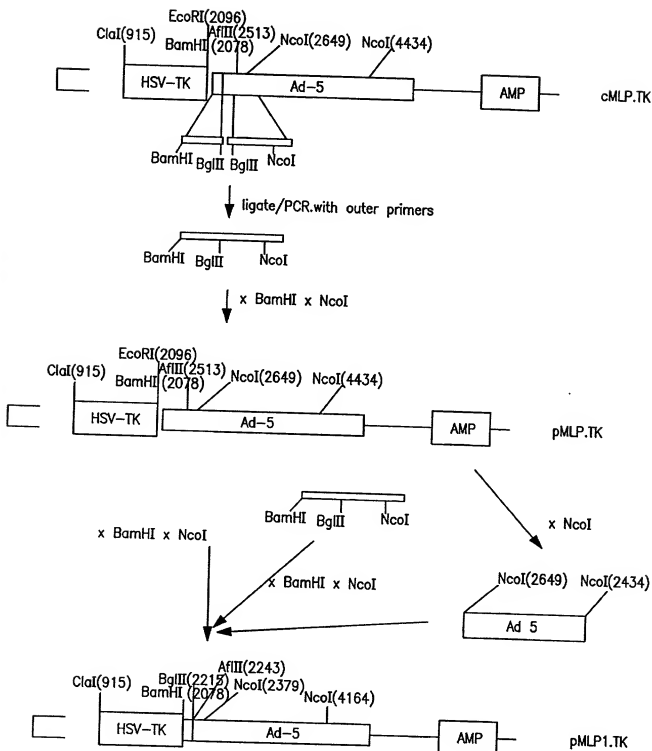 EcoRI(2096)
ClaI(915)
AflII(2513)
BamHI (2078)
NcoI(2649)
NcoI(4434)
HSV-TK
Ad-5
AMP
cMLP.TK
BamHI
BglII
BglII
NcoI
ligate/PCR.with outer primers
BamHI
BglII
NcoI
x BamHI x NcoI
EcoRI(2096)
ClaI(915)
AflII(2513)
BamHI (2078)
NcoI(2649)
NcoI(4434)
HSV-TK
Ad-5
AMP
pMLP.TK
BamHI
BglII
NcoI
x BamHI x NcoI
x NcoI
x BamHI x NcoI
NcoI(2649)
NcoI(2434)
Ad 5
AflII(2243)
BglII(2215)
ClaI(915)
BamHI (2078)
NcoI(2379)
NcoI(4164)
HSV-TK
Ad-5
AMP
pMLP1.TK